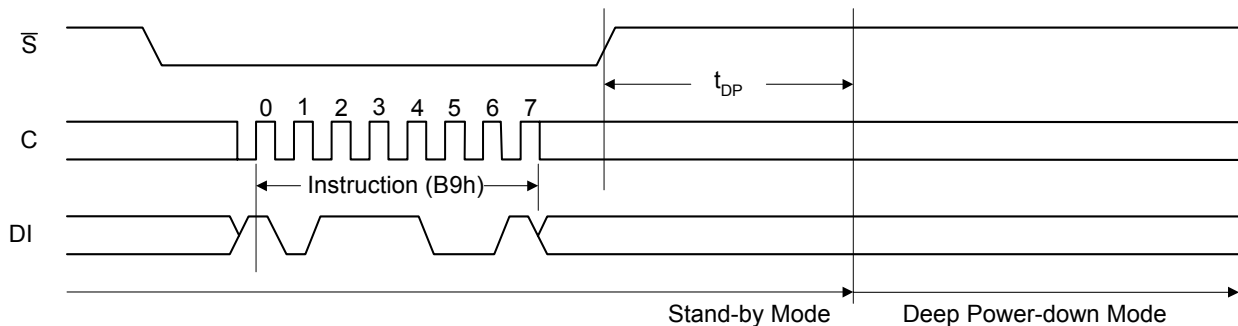 S̅
t_DP
0 1 2 3 4 5 6 7
C
Instruction (B9h)
DI
Stand-by Mode Deep Power-down Mode